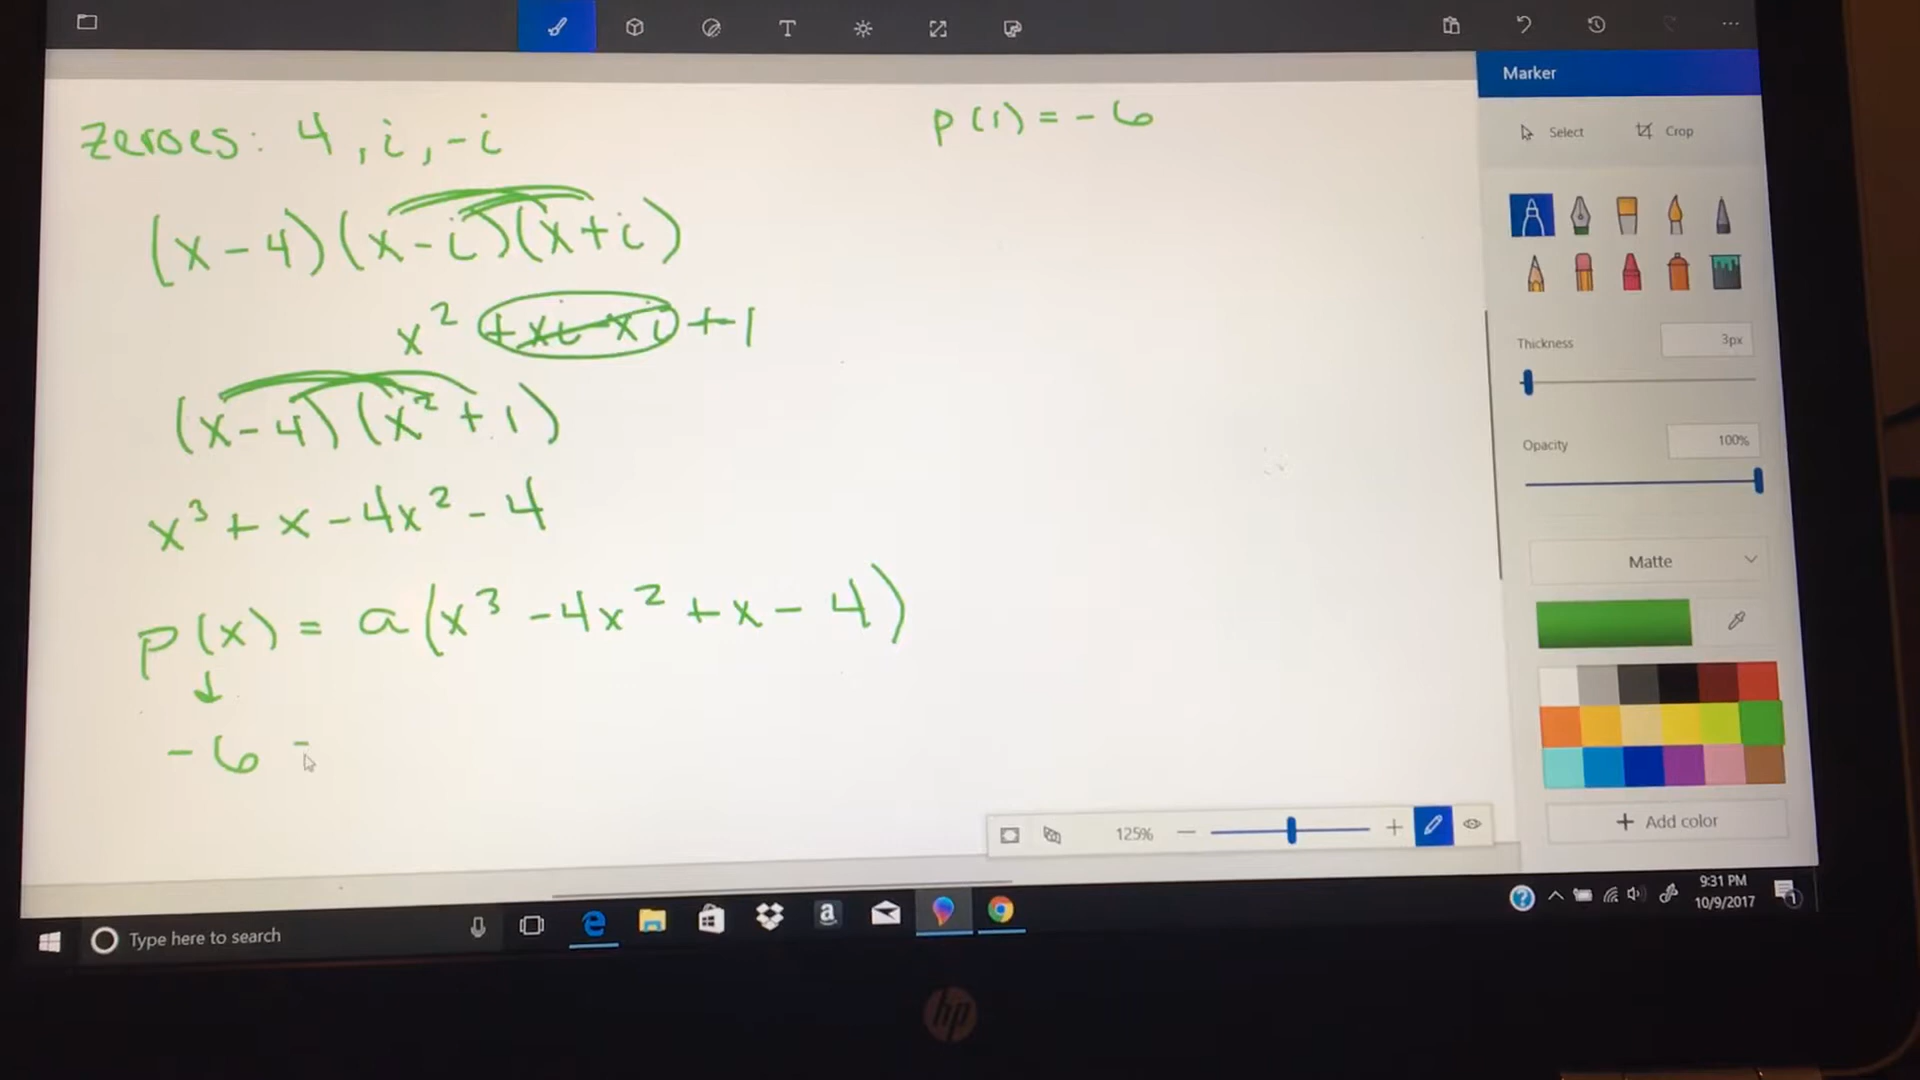 Marker
zeroes: 4, i, -i
p(1) = -6
Select
Crop
(x-4)(x-i)(x+i)
x² +xi -xi +1
Thickness
3px
(x-4)(x²+1)
Opacity
100%
x³ + x - 4x² - 4
Matte
p(x) = a(x³ - 4x² + x - 4)
-6 =
125%
+ Add color
Type here to search
9:31 PM
10/9/2017
hp